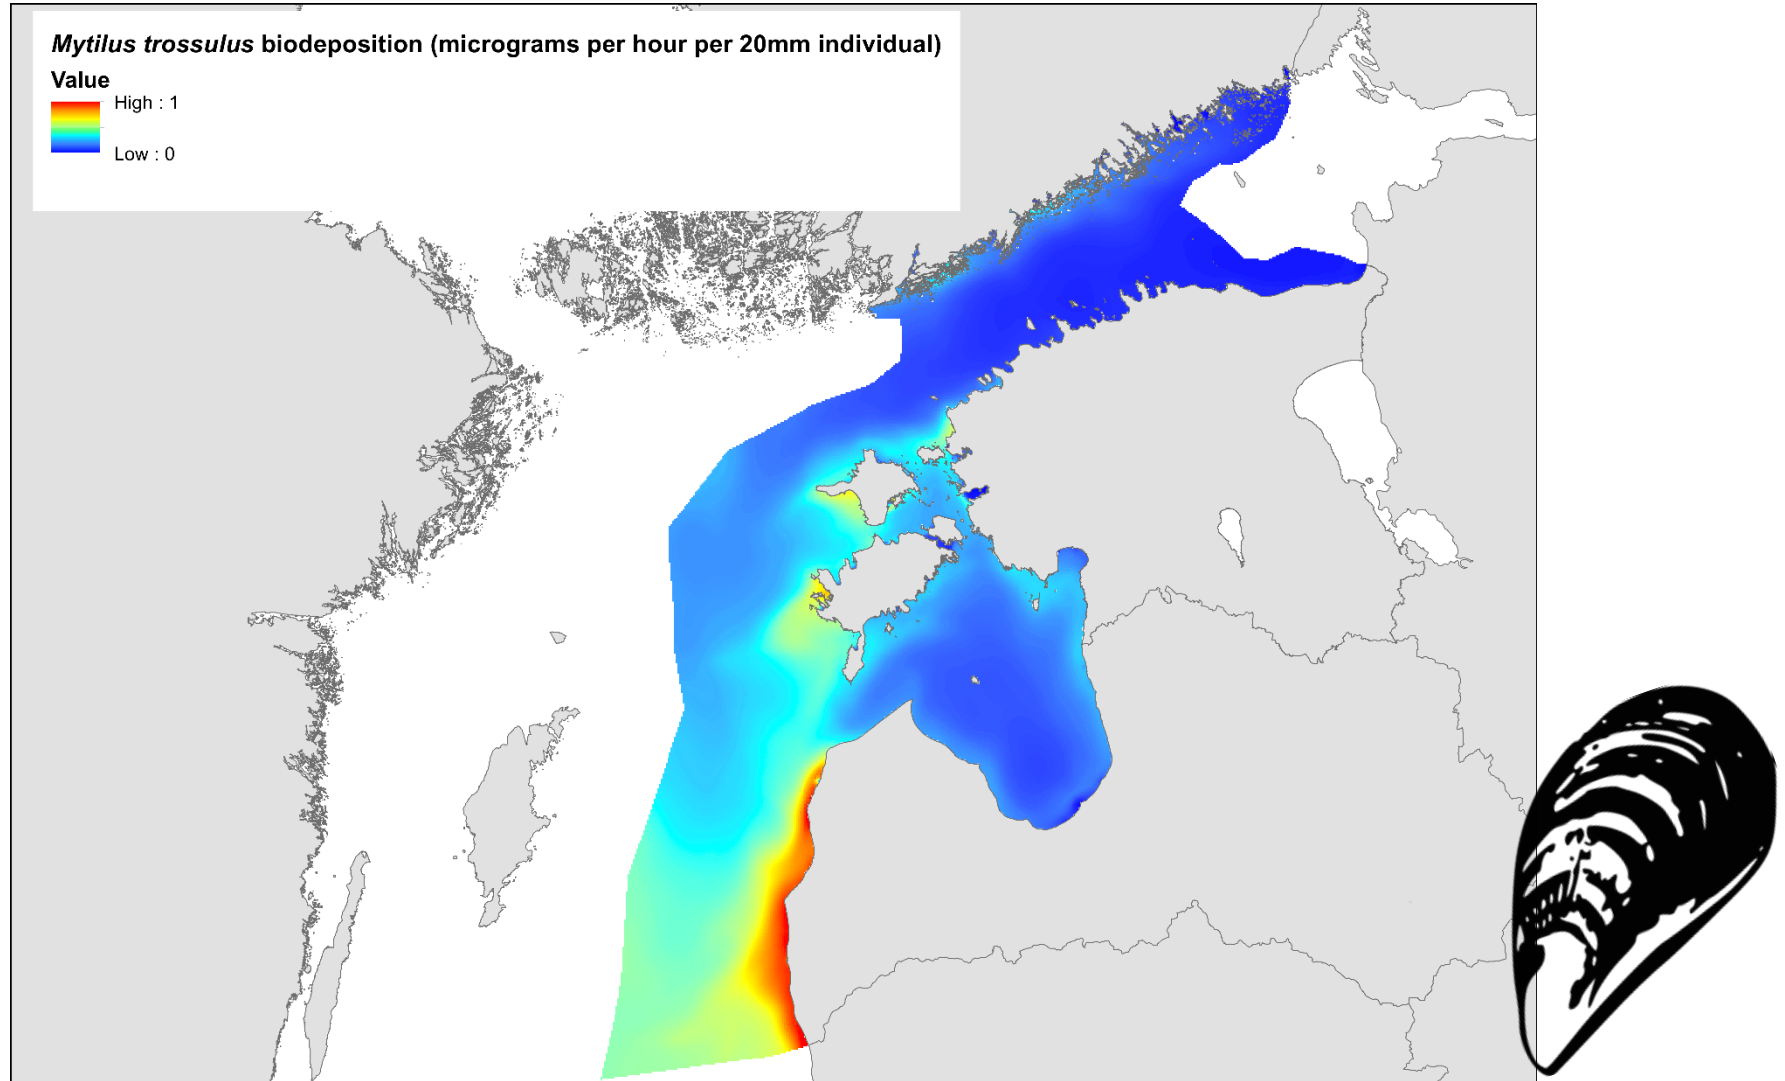 Mytilus trossulus biodeposition (micrograms per hour per 20mm individual)
Value
High : 1
Low : 0